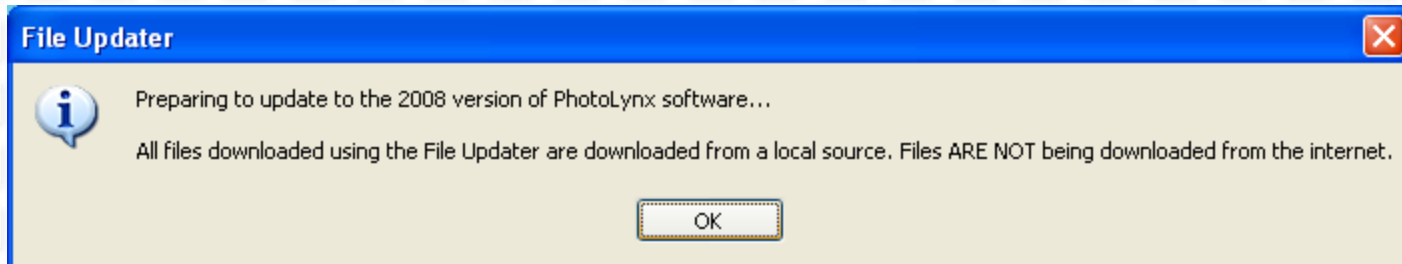 File Updater
Preparing to update to the 2008 version of PhotoLynx software...
All files downloaded using the File Updater are downloaded from a local source. Files ARE NOT being downloaded from the internet.
OK